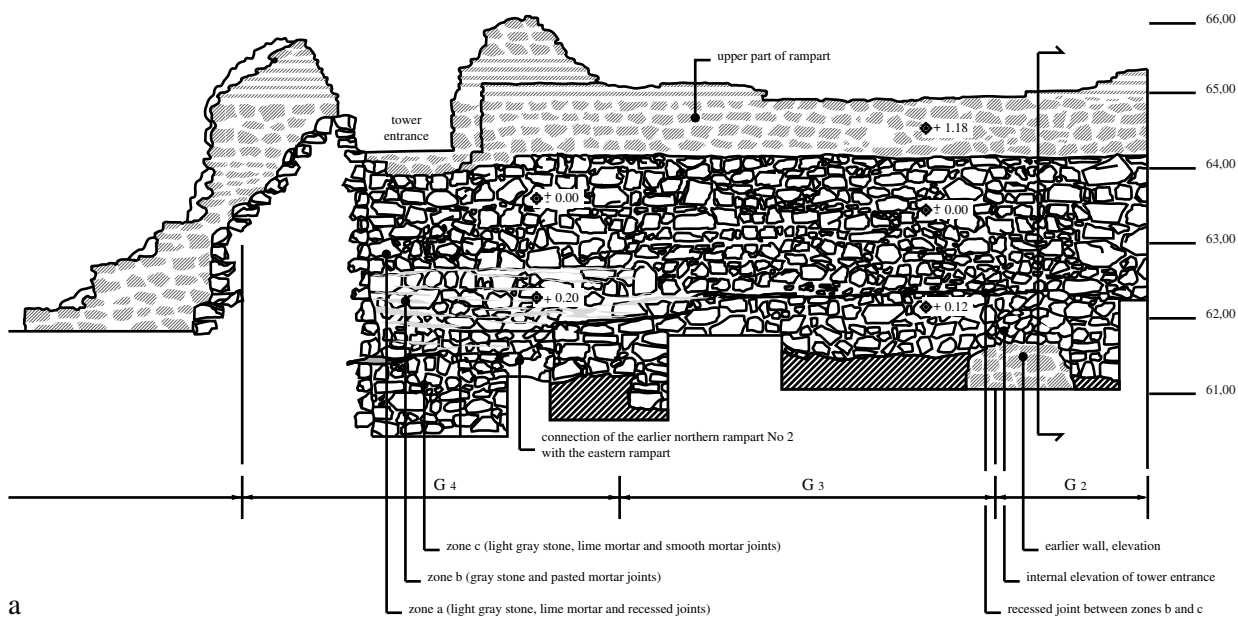 66,00
upper part of rampart
65,00
tower
entrance
+ 1.18
64,00
± 0.00
± 0.00
63,00
+ 0.20
+ 0.12
62,00
61,00
connection of the earlier northern rampart No 2
with the eastern rampart
G 4
G 3
G 2
zone c (light gray stone, lime mortar and smooth mortar joints)
earlier wall, elevation
zone b (gray stone and pasted mortar joints)
internal elevation of tower entrance
a
zone a (light gray stone, lime mortar and recessed joints)
recessed joint between zones b and c